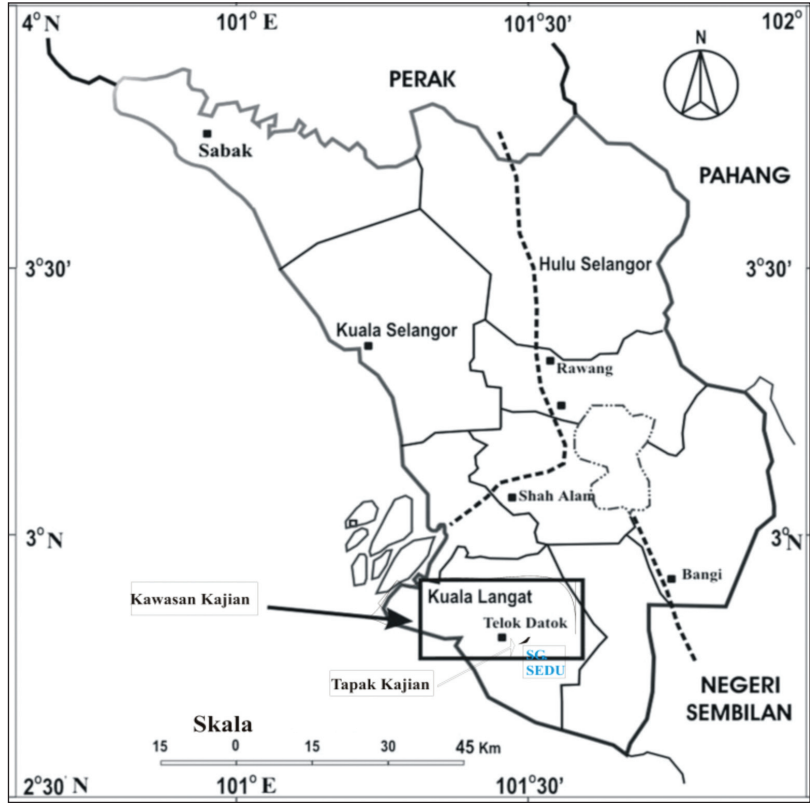 4° N
101° E
101°30'
102°
N
PERAK
Sabak
PAHANG
3°30'
Hulu Selangor
3°30'
Kuala Selangor
Rawang
Shah Alam
3° N
3° N
Bangi
Kawasan Kajian
Kuala Langat
Telok Datok
SG.
SEDU
Tapak Kajian
NEGERI
SEMBILAN
Skala
15 0 15 30 45 Km
2°30' N
101° E
101°30'